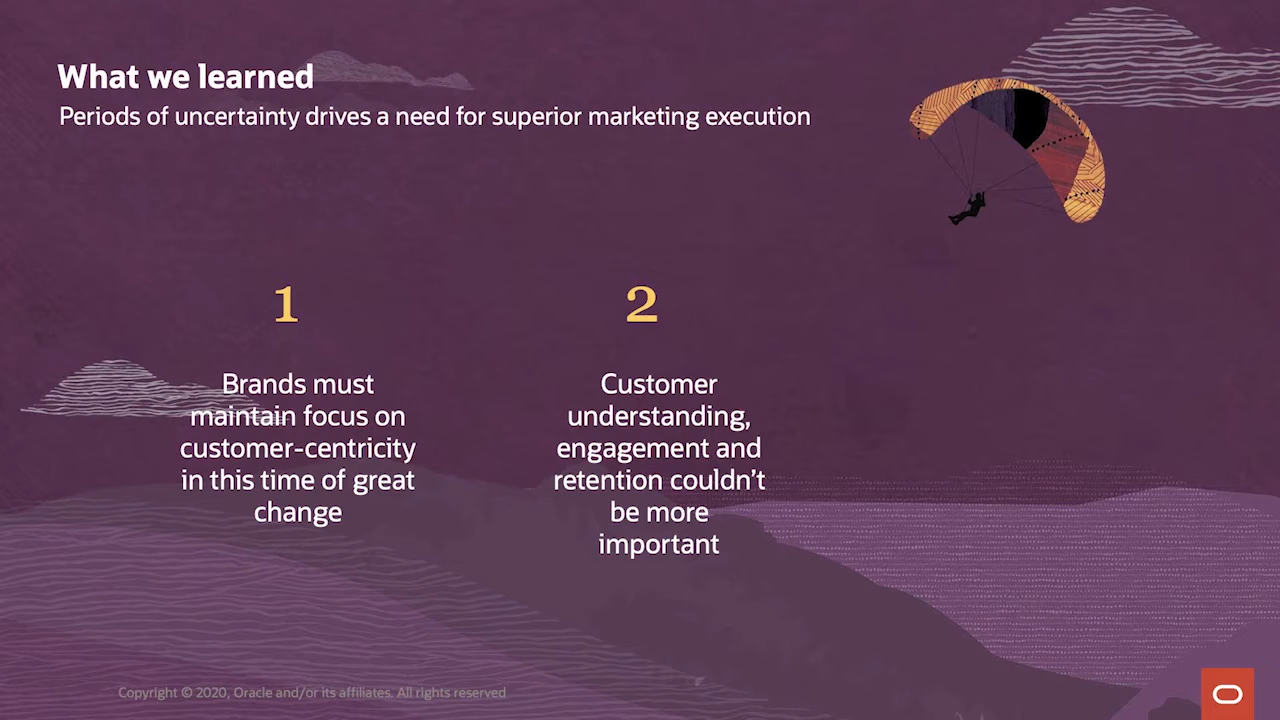 What we learned
Periods of uncertainty drives a need for superior marketing execution
1
Brands must
maintain focus on
customer-centricity
in this time of great
change
2
Customer
understanding,
engagement and
retention couldn’t
be more
important
Copyright © 2020, Oracle and/or its affiliates. All rights reserved